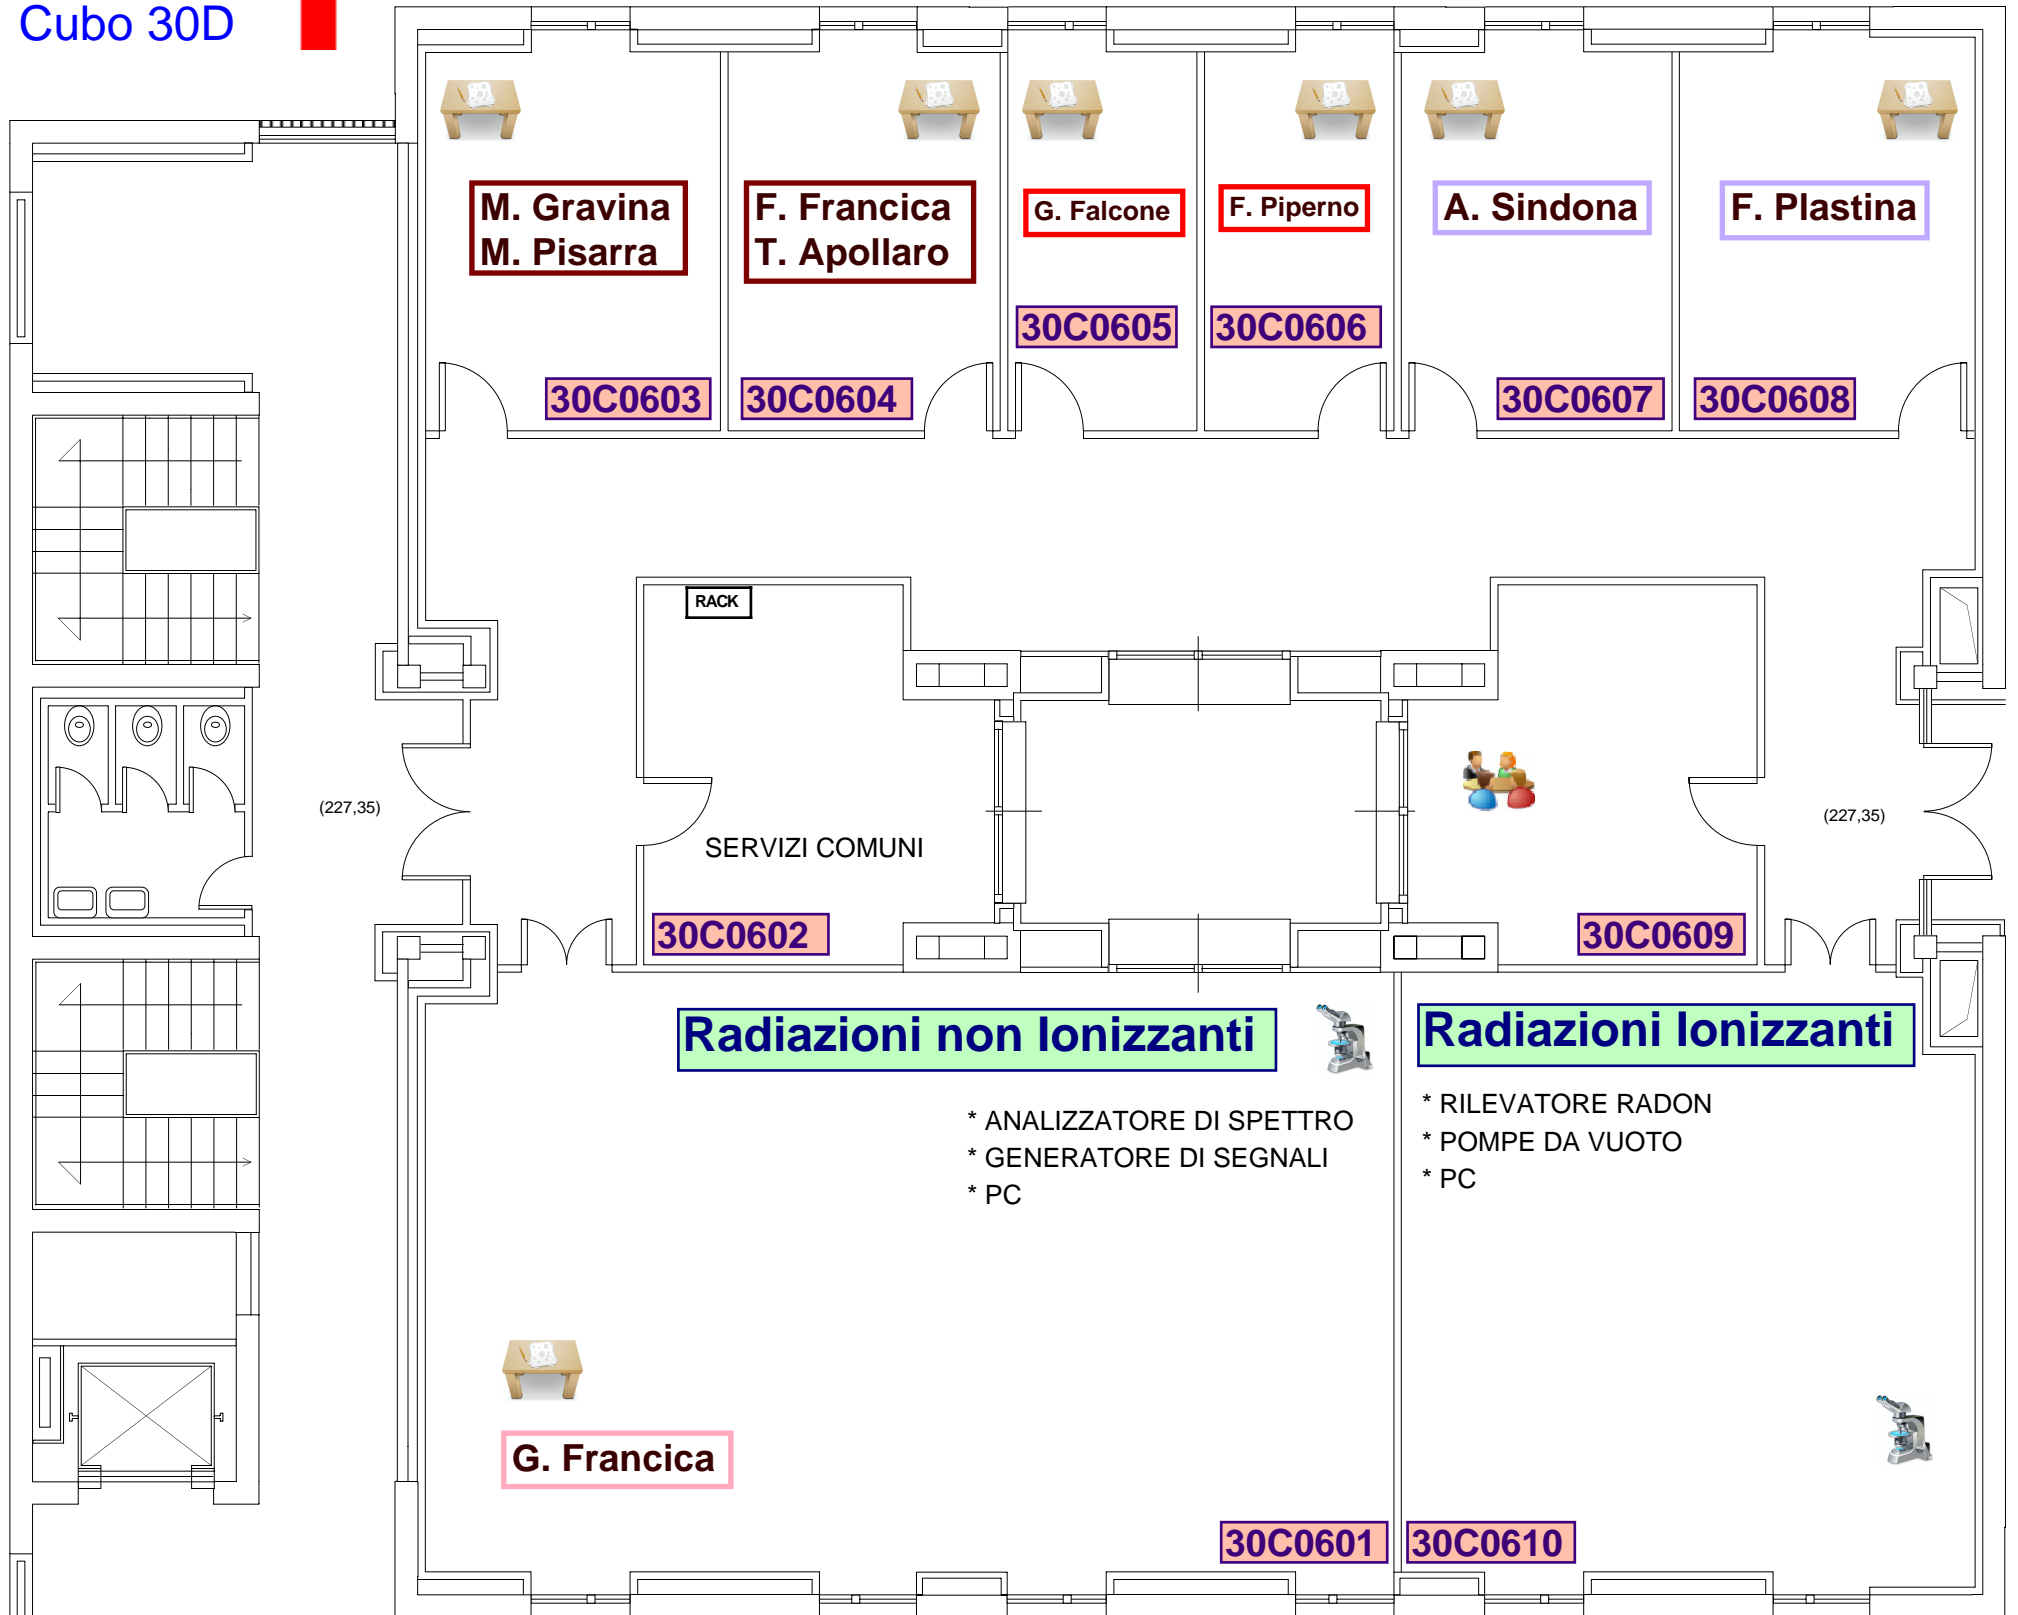 Cubo 30D
M. Gravina
M. Pisarra
F. Francica
T. Apollaro
G. Falcone
F. Piperno
A. Sindona
F. Plastina
30C0605
30C0606
30C0603
30C0604
30C0607
30C0608
RACK
(227,35)
(227,35)
SERVIZI COMUNI
30C0602
30C0609
Radiazioni non Ionizzanti
* ANALIZZATORE DI SPETTRO
* GENERATORE DI SEGNALI
* PC
Radiazioni Ionizzanti
* RILEVATORE RADON
* POMPE DA VUOTO
* PC
G. Francica
30C0601
30C0610